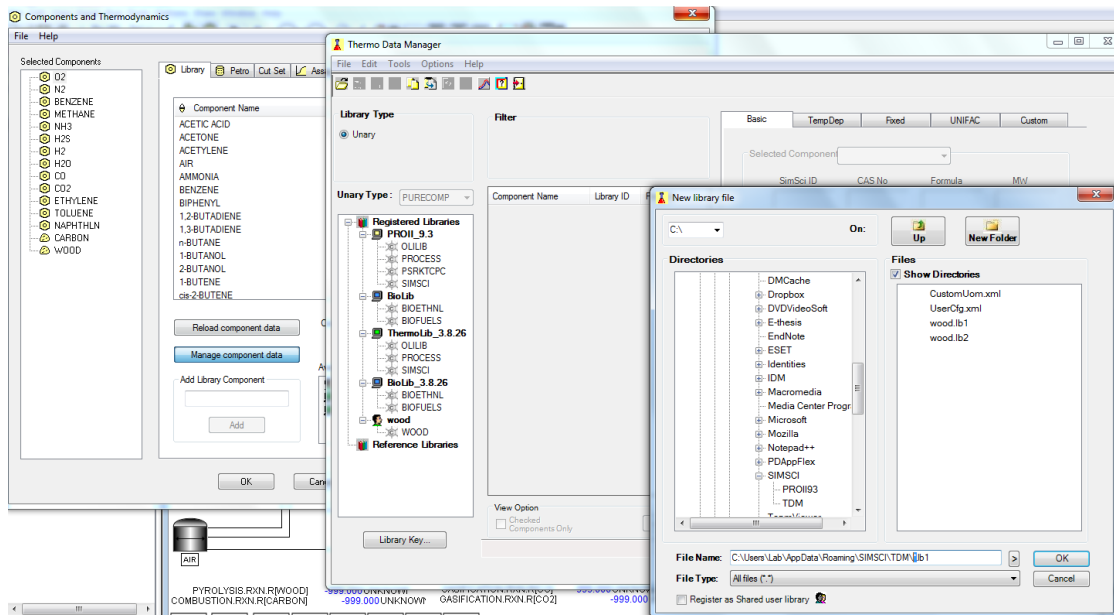 Components and Thermodynamics
File Help
Selected Components
O2
N2
BENZENE
METHANE
NH3
H2S
H2
H2O
CO
CO2
ETHYLENE
TOLUENE
NAPHTHLN
CARBON
WOOD
Library Petro Cut Set
Component Name
ACETIC ACID
ACETONE
ACETYLENE
AIR
AMMONIA
BENZENE
BIPHENYL
1,2-BUTADIENE
1,3-BUTADIENE
n-BUTANE
1-BUTANOL
2-BUTANOL
1-BUTENE
cis-2-BUTENE
Reload component data
Manage component data
Add Library Component
Add
OK
Thermo Data Manager
File Edit Tools Options Help
Library Type
Unary
Filter
Unary Type: PURECOMP
Registered Libraries
PROII_9.3
OLILIB
PROCESS
PSRKTCPC
SIMSCI
BioLib
BIOETHNL
BIOFUELS
ThermoLib_3.8.26
OLILIB
PROCESS
SIMSCI
BioLib_3.8.26
BIOETHNL
BIOFUELS
wood
WOOD
Reference Libraries
Library Key...
Component Name Library ID
View Option
Checked
Components Only
Basic TempDep Fixed UNIFAC Custom
Selected Component
SimSci ID CAS No Formula MW
New library file
C:\
On:
Up
New Folder
Directories
DMCache
Dropbox
DVDVideoSoft
E-thesis
EndNote
ESET
Identities
IDM
Macromedia
Media Center Progr
Microsoft
Mozilla
Notepad++
PDAppFlex
SIMSCI
PROII93
TDM
TeamViewer
Files
Show Directories
CustomUom.xml
UserCfg.xml
wood.lb1
wood.lb2
File Name: C:\Users\Lab\AppData\Roaming\SIMSCI\TDM\*.lb1 > OK
File Type: All files (*.*) Cancel
Register as Shared user library
AIR
PYROLYSIS.RXN.R[WOOD] -999.000 UNKNOWN
COMBUSTION.RXN.R[CARBON] -999.000 UNKNOWN
GASIFICATION.RXN.R[CO2] -999.000